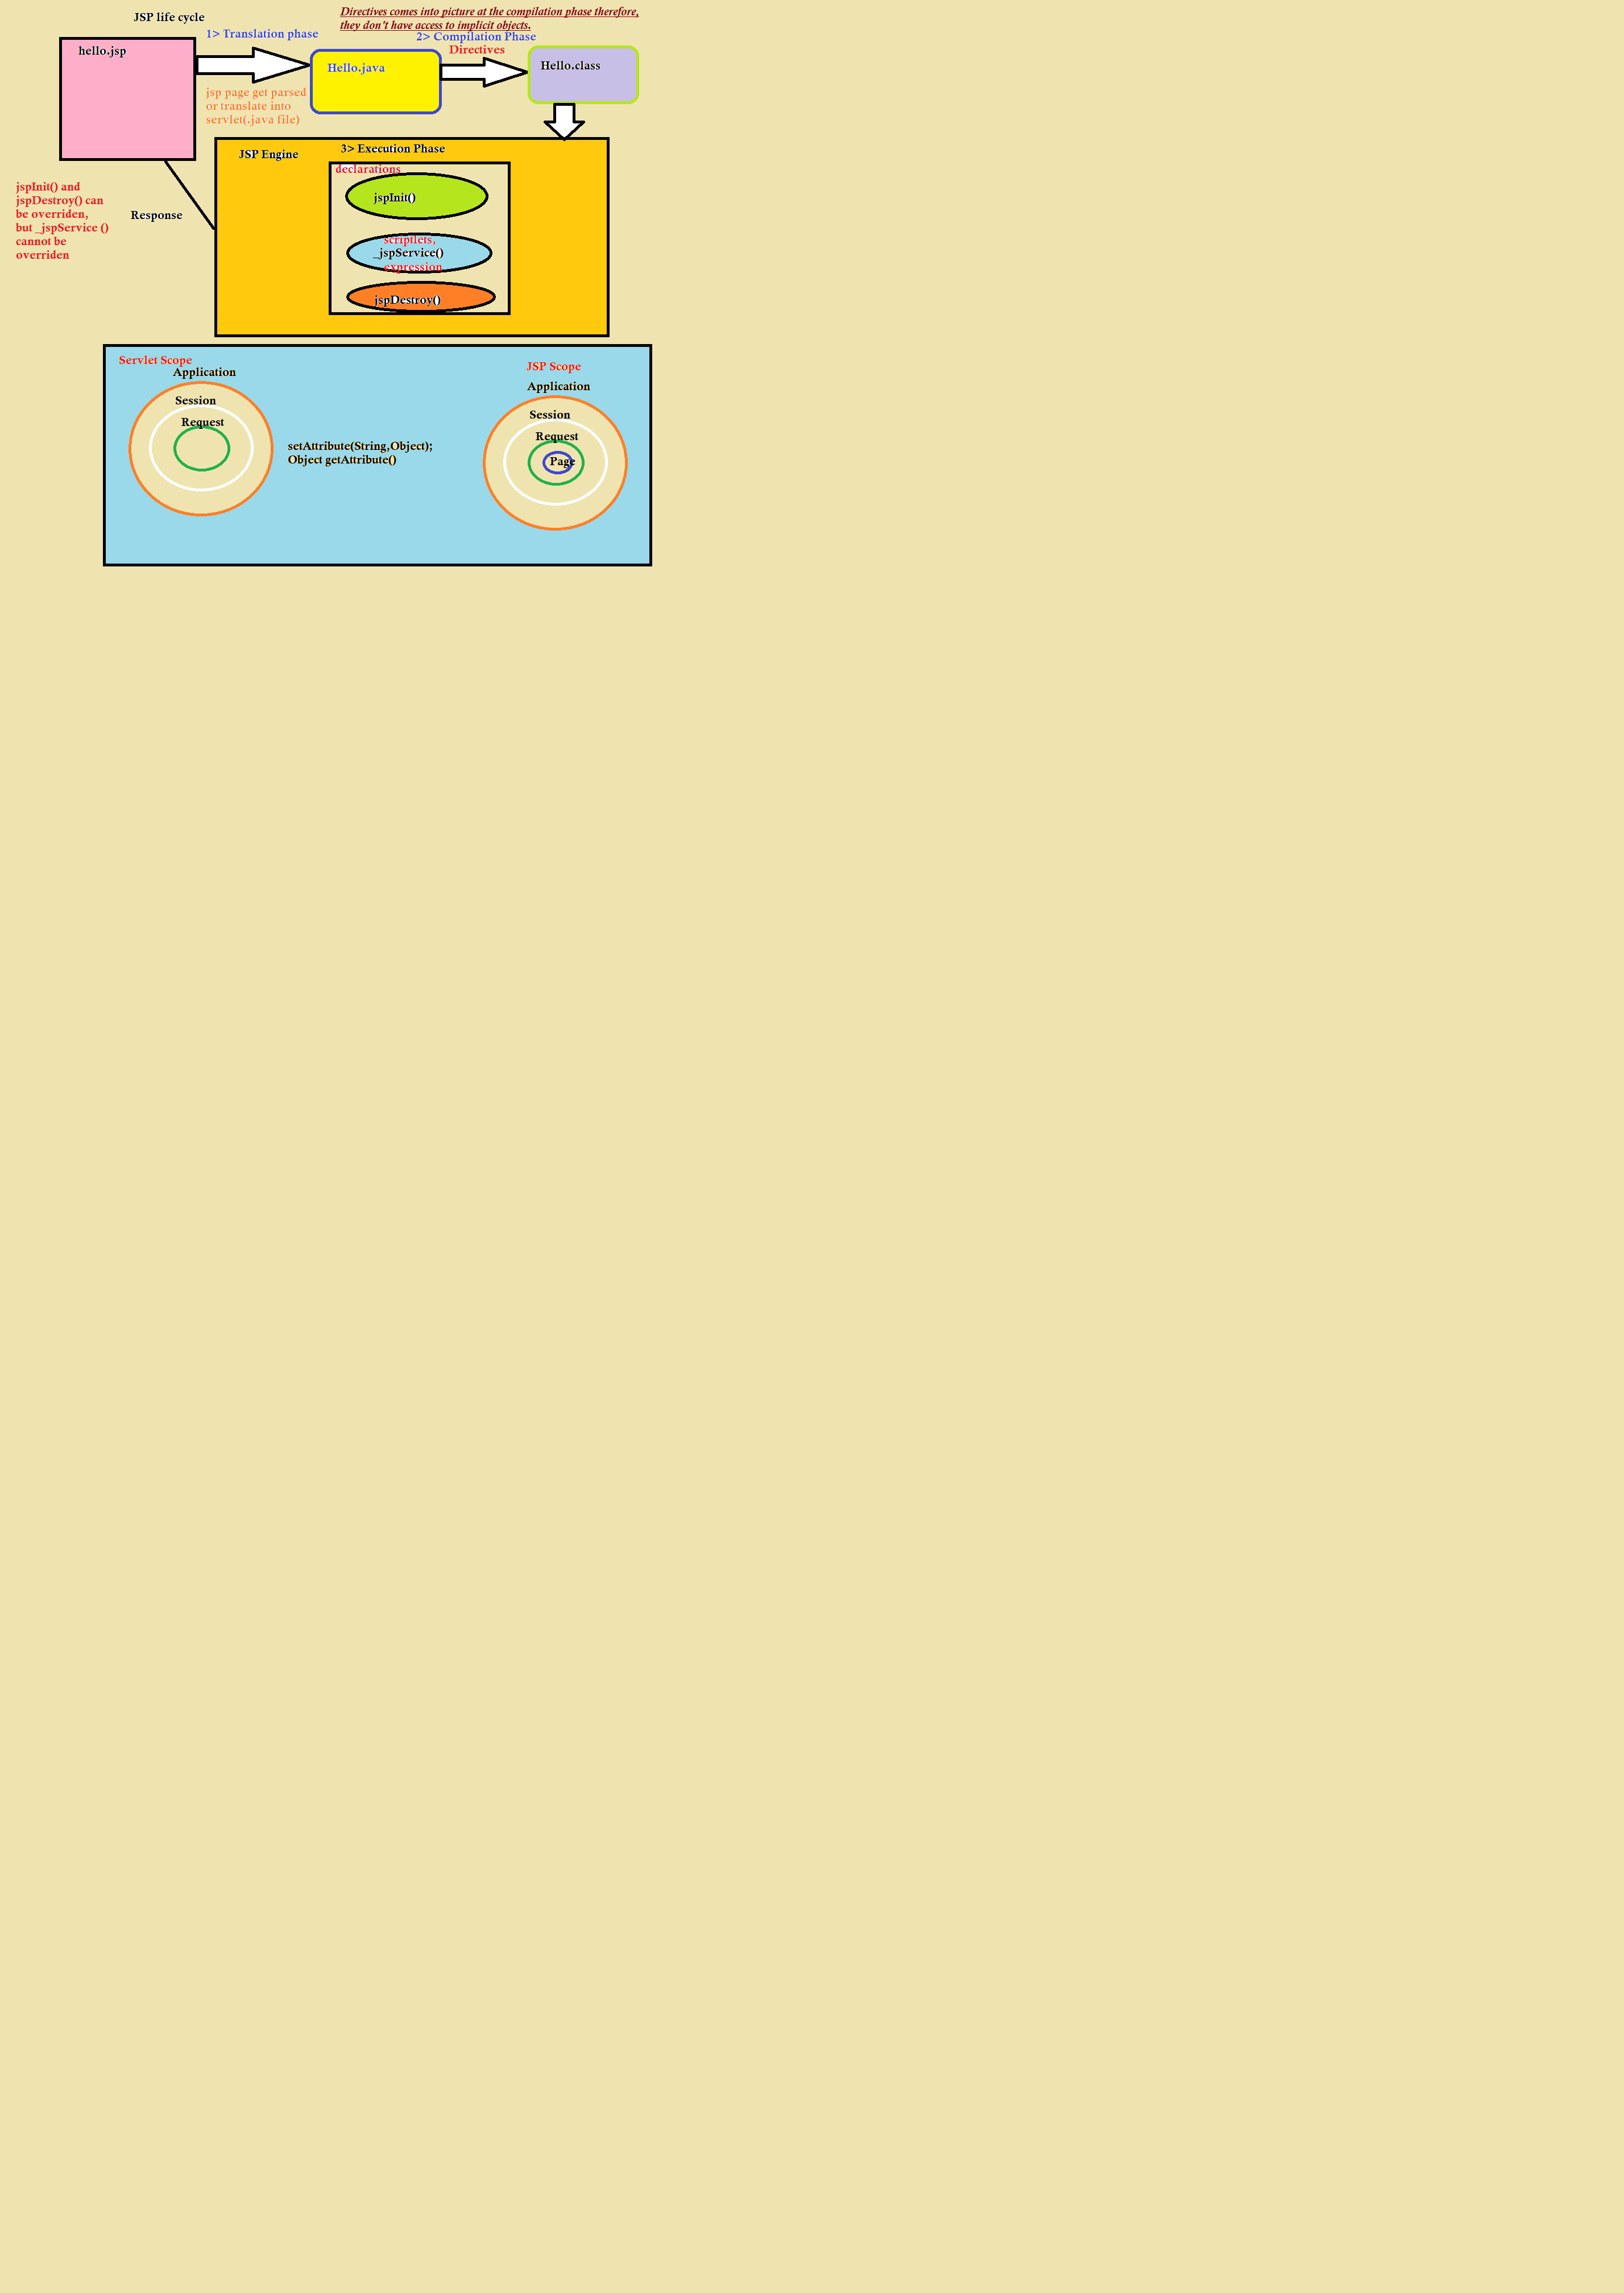 JSP life cycle
Directives comes into picture at the compilation phase therefore,
they don't have access to implicit objects.
1> Translation phase
2> Compilation Phase
Directives
hello.jsp
Hello.java
Hello.class
jsp page get parsed
or translate into
servlet(.java file)
JSP Engine
3> Execution Phase
declarations
jspInit()
scriptlets,
_jspService()
expression
jspDestroy()
jspInit() and
jspDestroy() can
be overriden,
but _jspService ()
cannot be
overriden
Response
Servlet Scope
Application
Session
Request
setAttribute(String,Object);
Object getAttribute()
JSP Scope
Application
Session
Request
Page